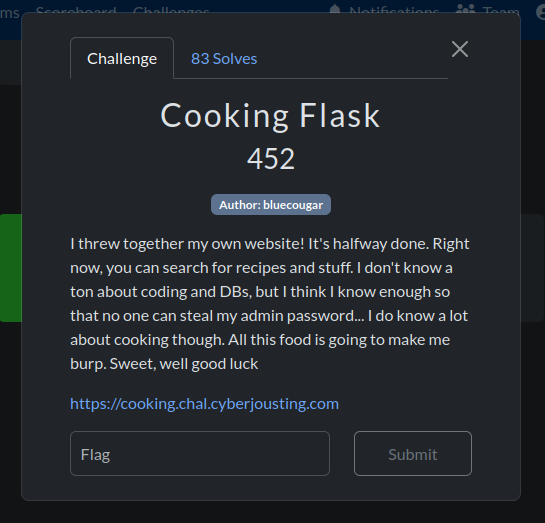 ms Scoreboard Challenges Notifications Team
Challenge 83 Solves
Cooking Flask
452
Author: bluecougar
I threw together my own website! It's halfway done. Right
now, you can search for recipes and stuff. I don't know a
ton about coding and DBs, but I think I know enough so
that no one can steal my admin password... I do know a lot
about cooking though. All this food is going to make me
burp. Sweet, well good luck
https://cooking.chal.cyberjousting.com
Flag Submit